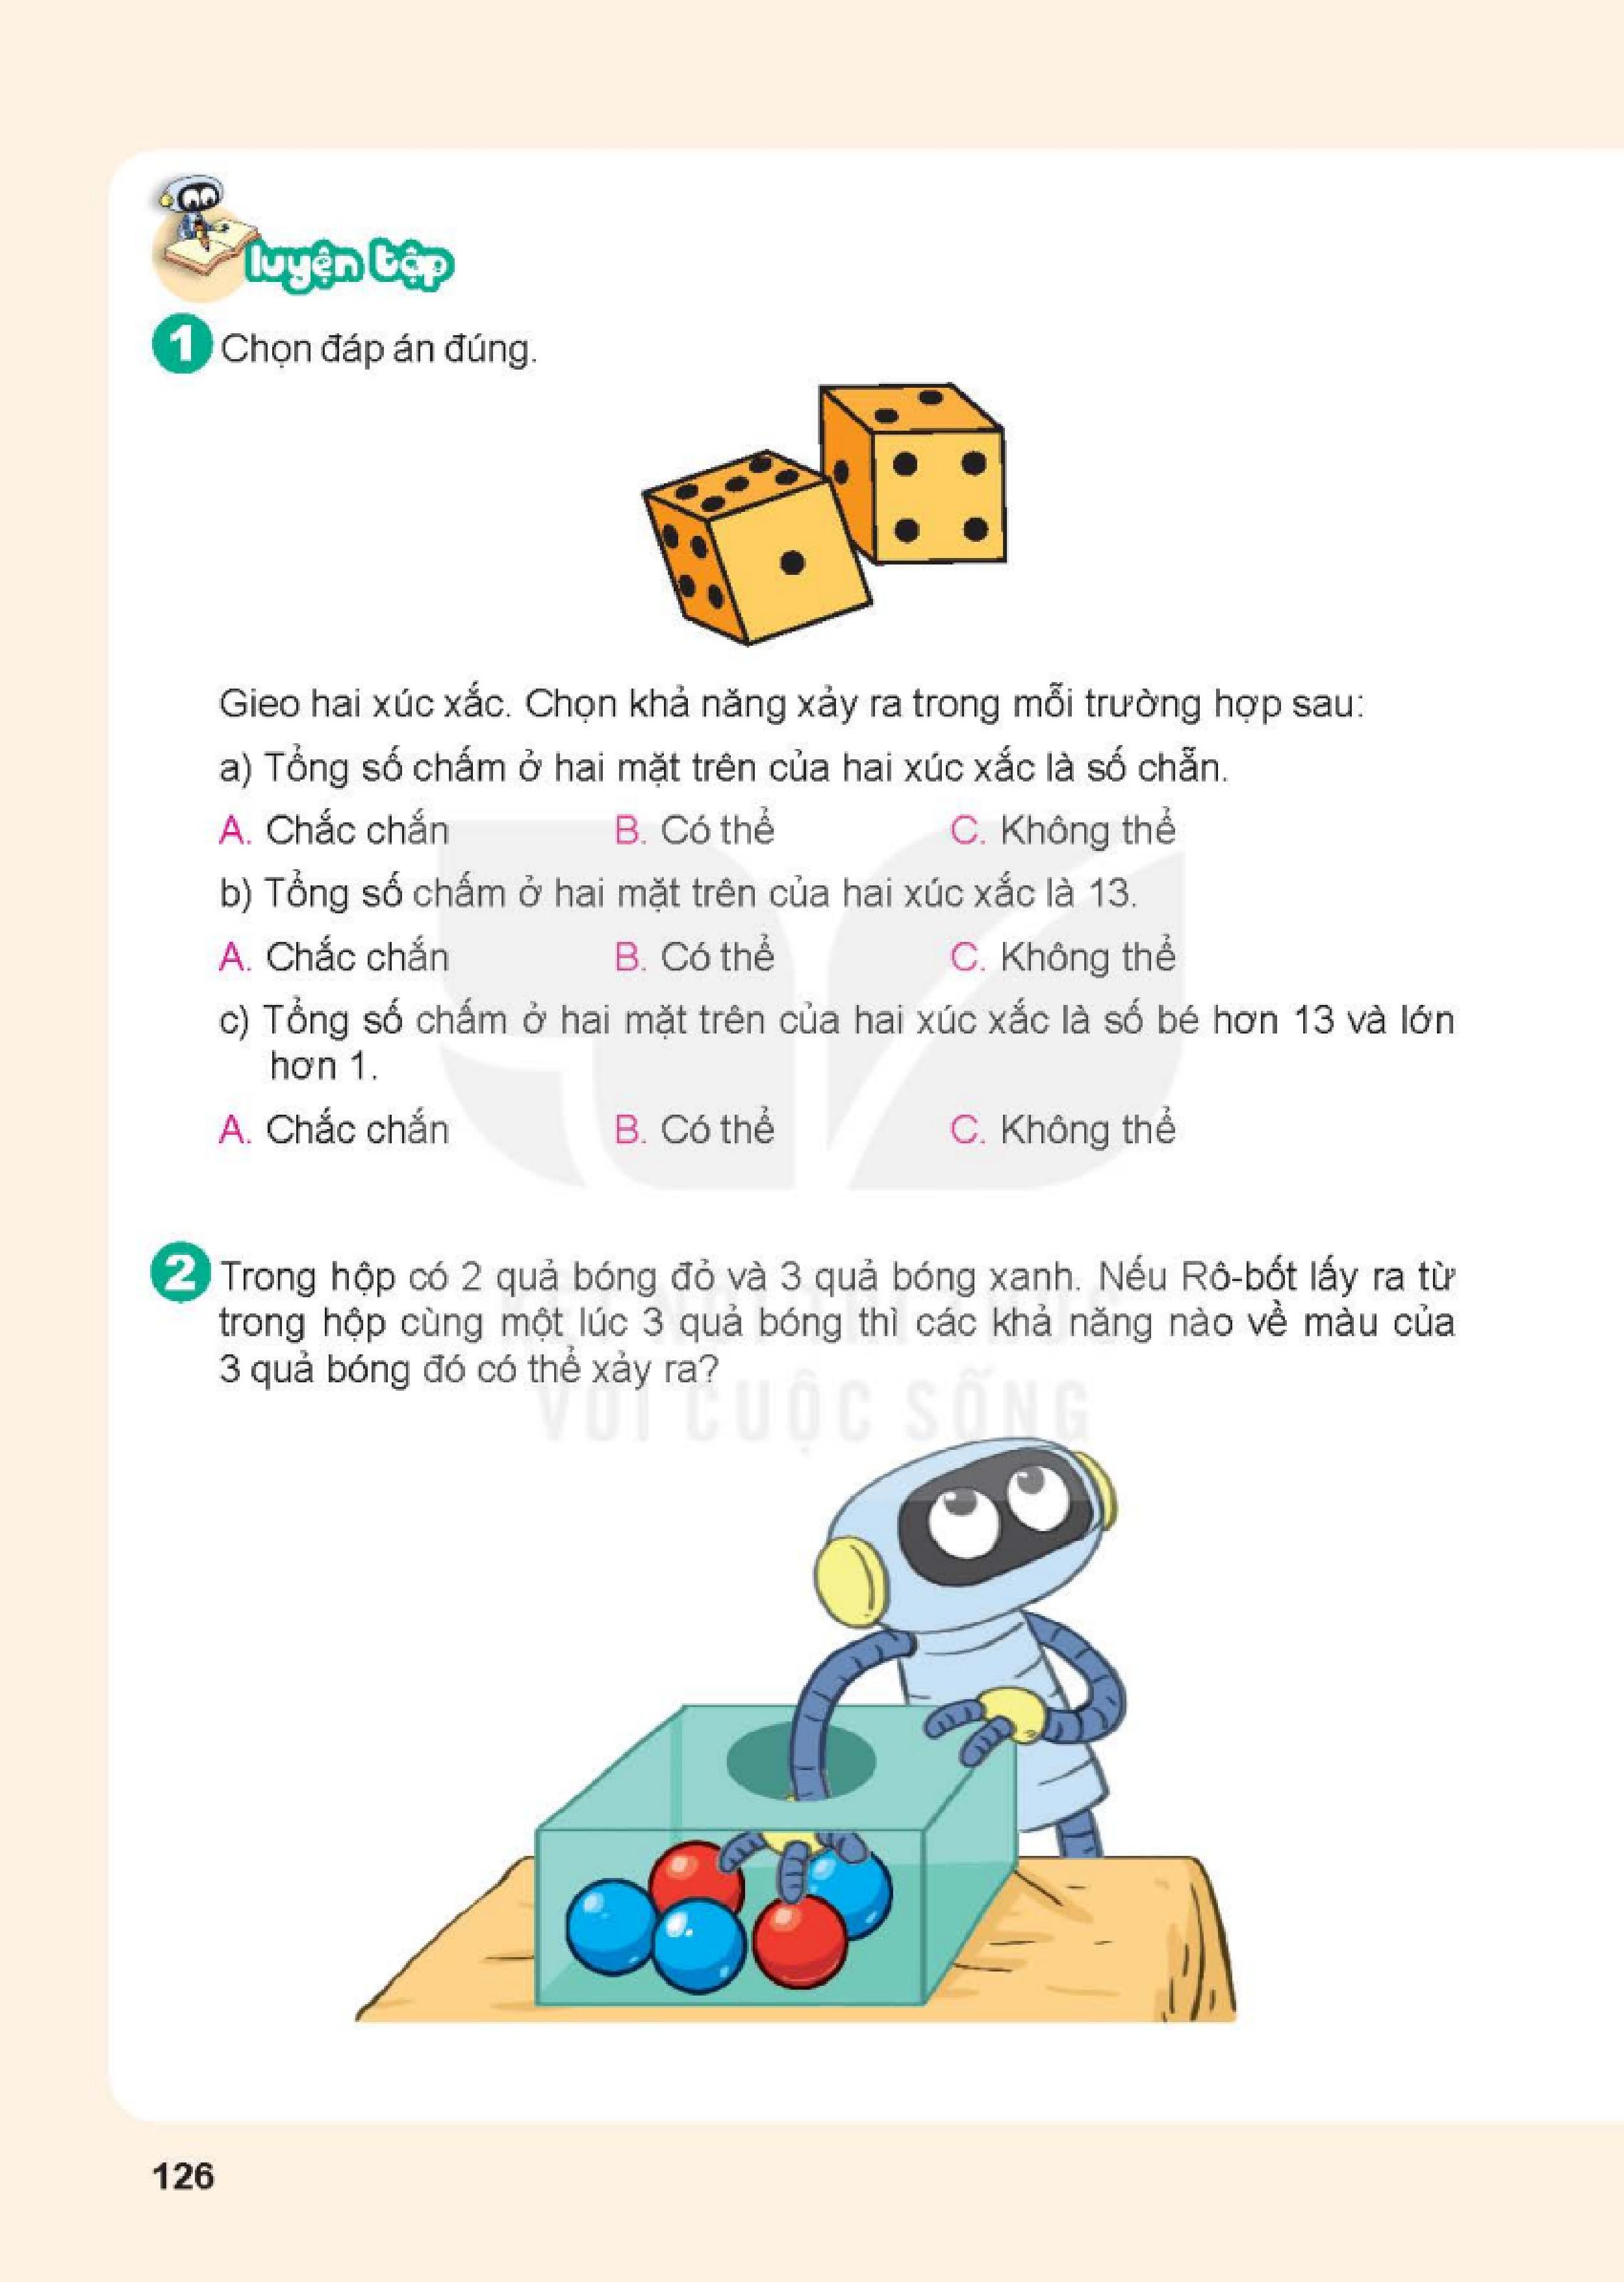 luyện tập
1 Chọn đáp án đúng.
Gieo hai xúc xắc. Chọn khả năng xảy ra trong mỗi trường hợp sau:
a) Tổng số chấm ở hai mặt trên của hai xúc xắc là số chẵn.
A. Chắc chắn B. Có thể C. Không thể
b) Tổng số chấm ở hai mặt trên của hai xúc xắc là 13.
A. Chắc chắn B. Có thể C. Không thể
c) Tổng số chấm ở hai mặt trên của hai xúc xắc là số bé hơn 13 và lớn
hơn 1.
A. Chắc chắn B. Có thể C. Không thể
2 Trong hộp có 2 quả bóng đỏ và 3 quả bóng xanh. Nếu Rô-bốt lấy ra từ
trong hộp cùng một lúc 3 quả bóng thì các khả năng nào về màu của
3 quả bóng đó có thể xảy ra?
VỚI CUỘC SỐNG
126